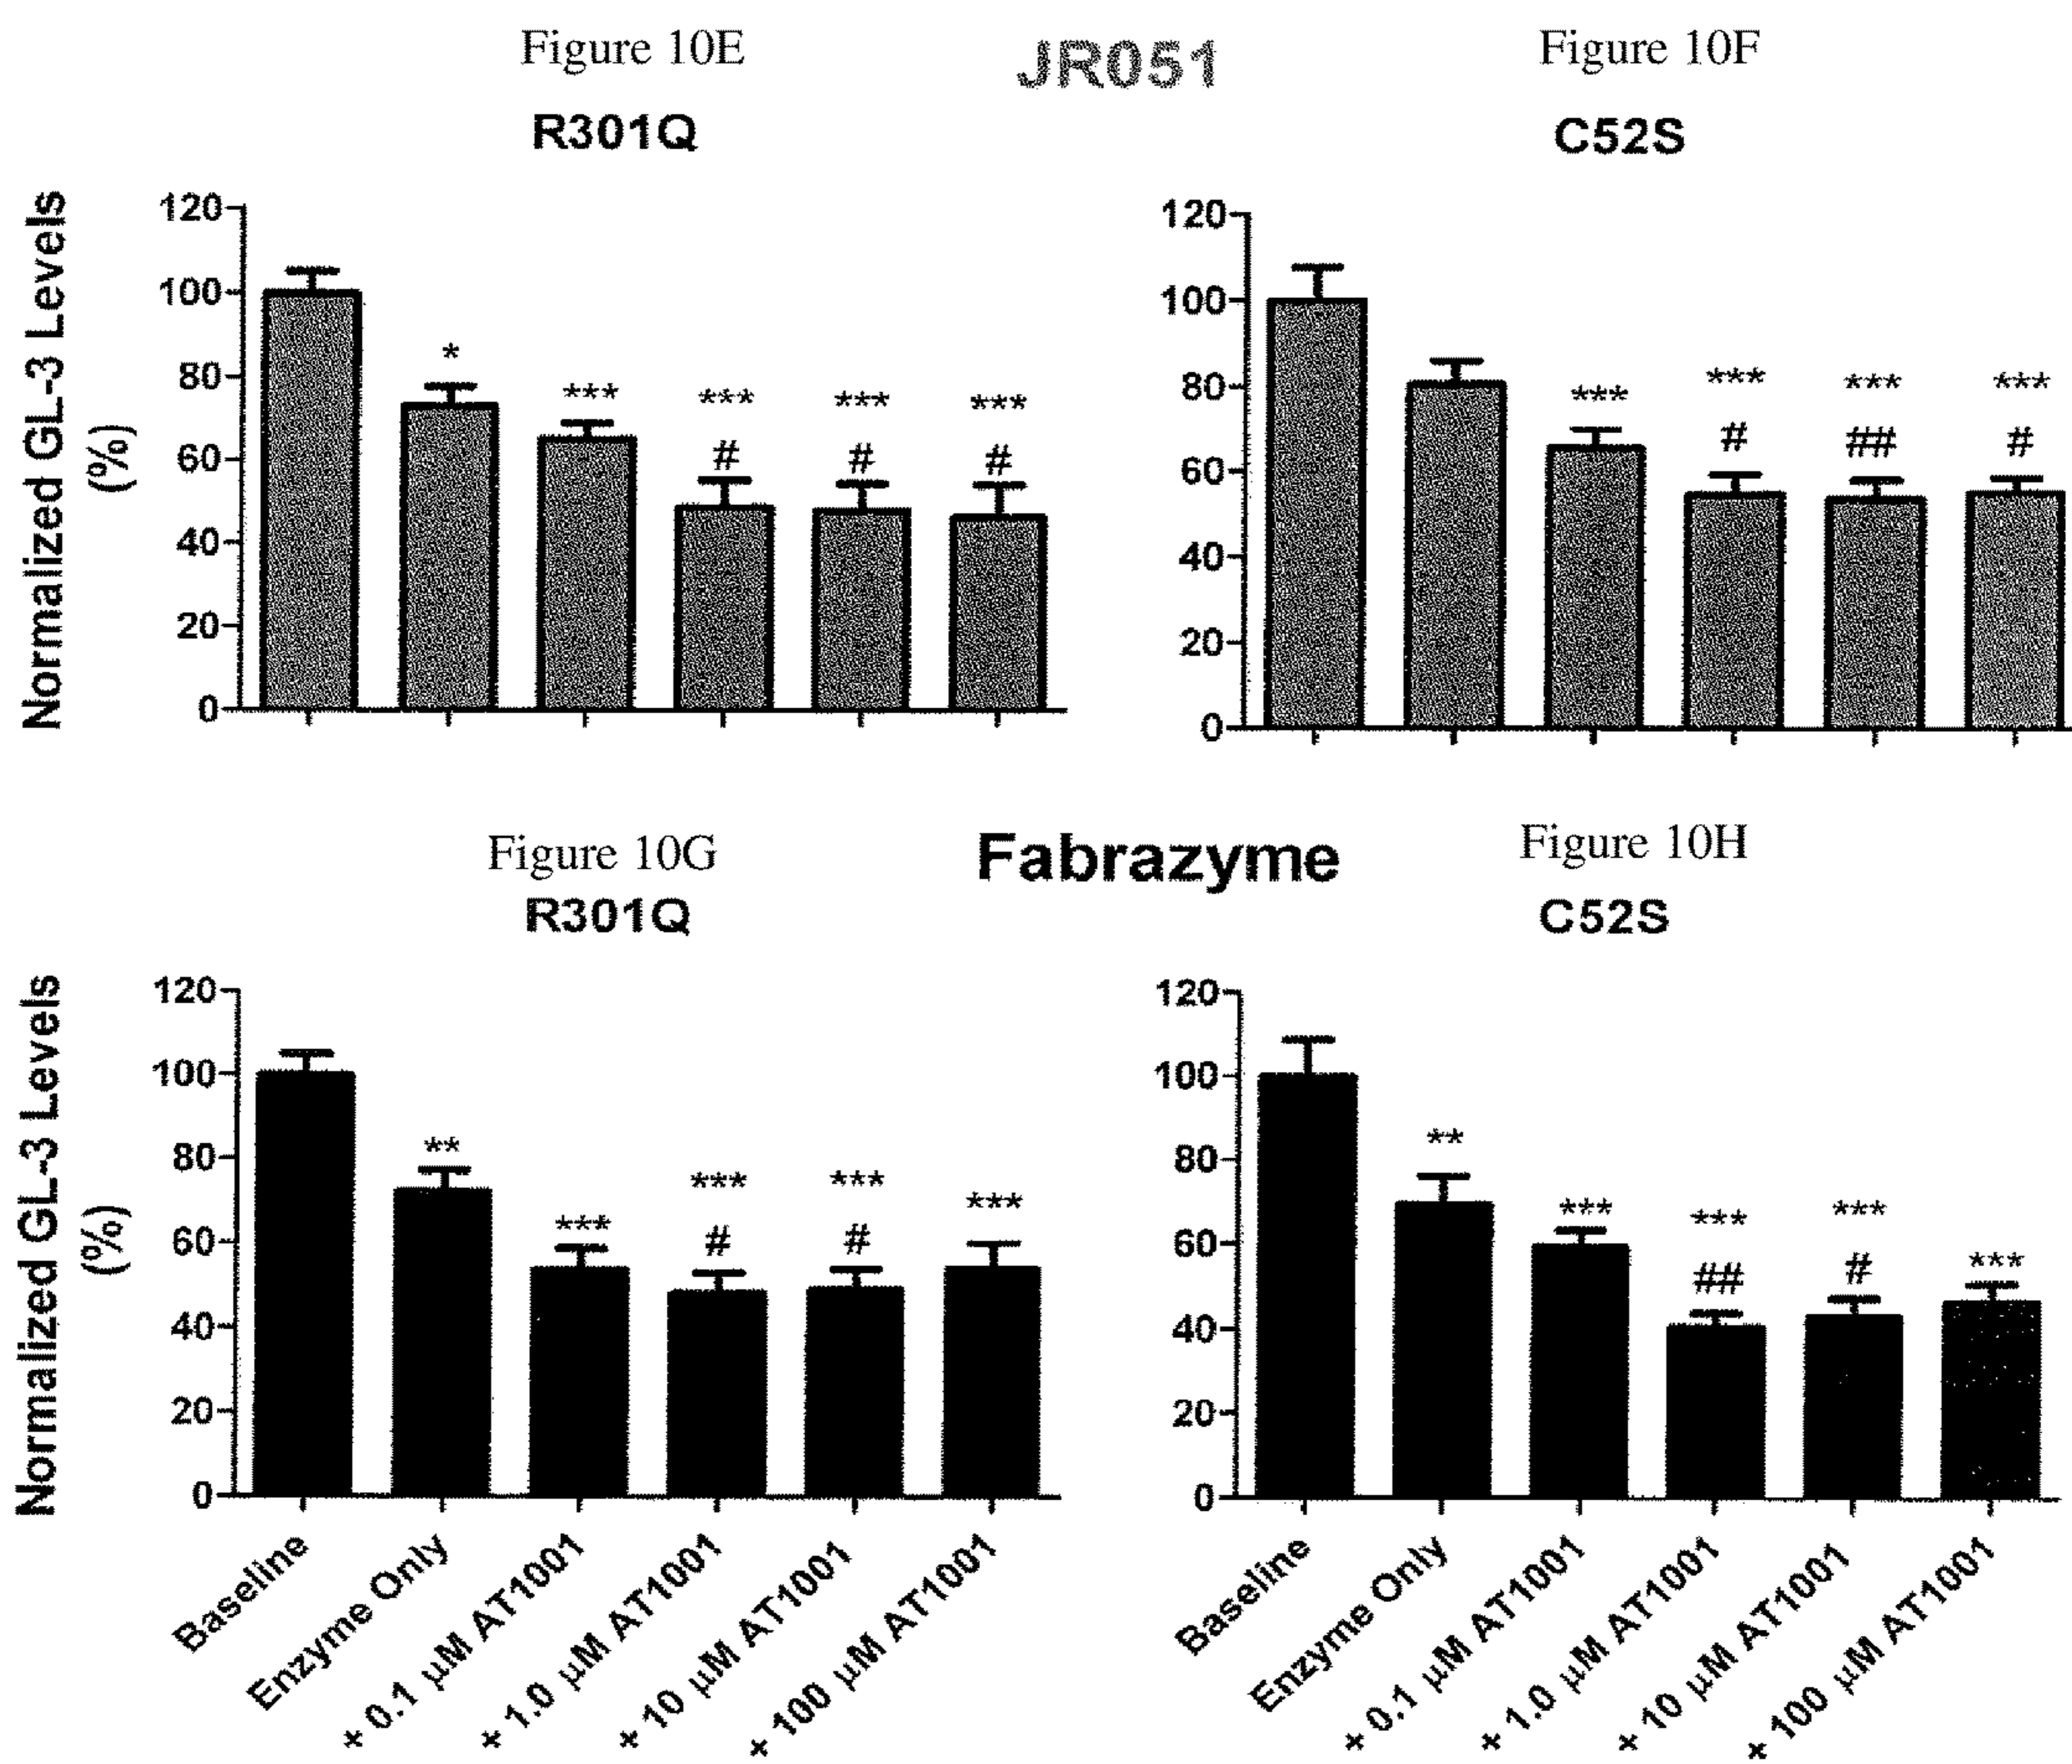 Figure 10E
JR051
Figure 10F
R301Q
C52S
Normalized GL-3 Levels
(%)
120
100
80
60
40
20
0
*
***
***
#
***
#
***
#
120
100
80
60
40
20
0
***
***
#
***
##
***
#
Figure 10G
Fabrazyme
Figure 10H
R301Q
C52S
Normalized GL-3 Levels
(%)
120
100
80
60
40
20
0
**
***
***
#
***
#
***
Baseline
Enzyme Only
+ 0.1 μM AT1001
+ 1.0 μM AT1001
+ 10 μM AT1001
+ 100 μM AT1001
120
100
80
60
40
20
0
**
***
***
##
***
#
***
Baseline
Enzyme Only
+ 0.1 μM AT1001
+ 1.0 μM AT1001
+ 10 μM AT1001
+ 100 μM AT1001